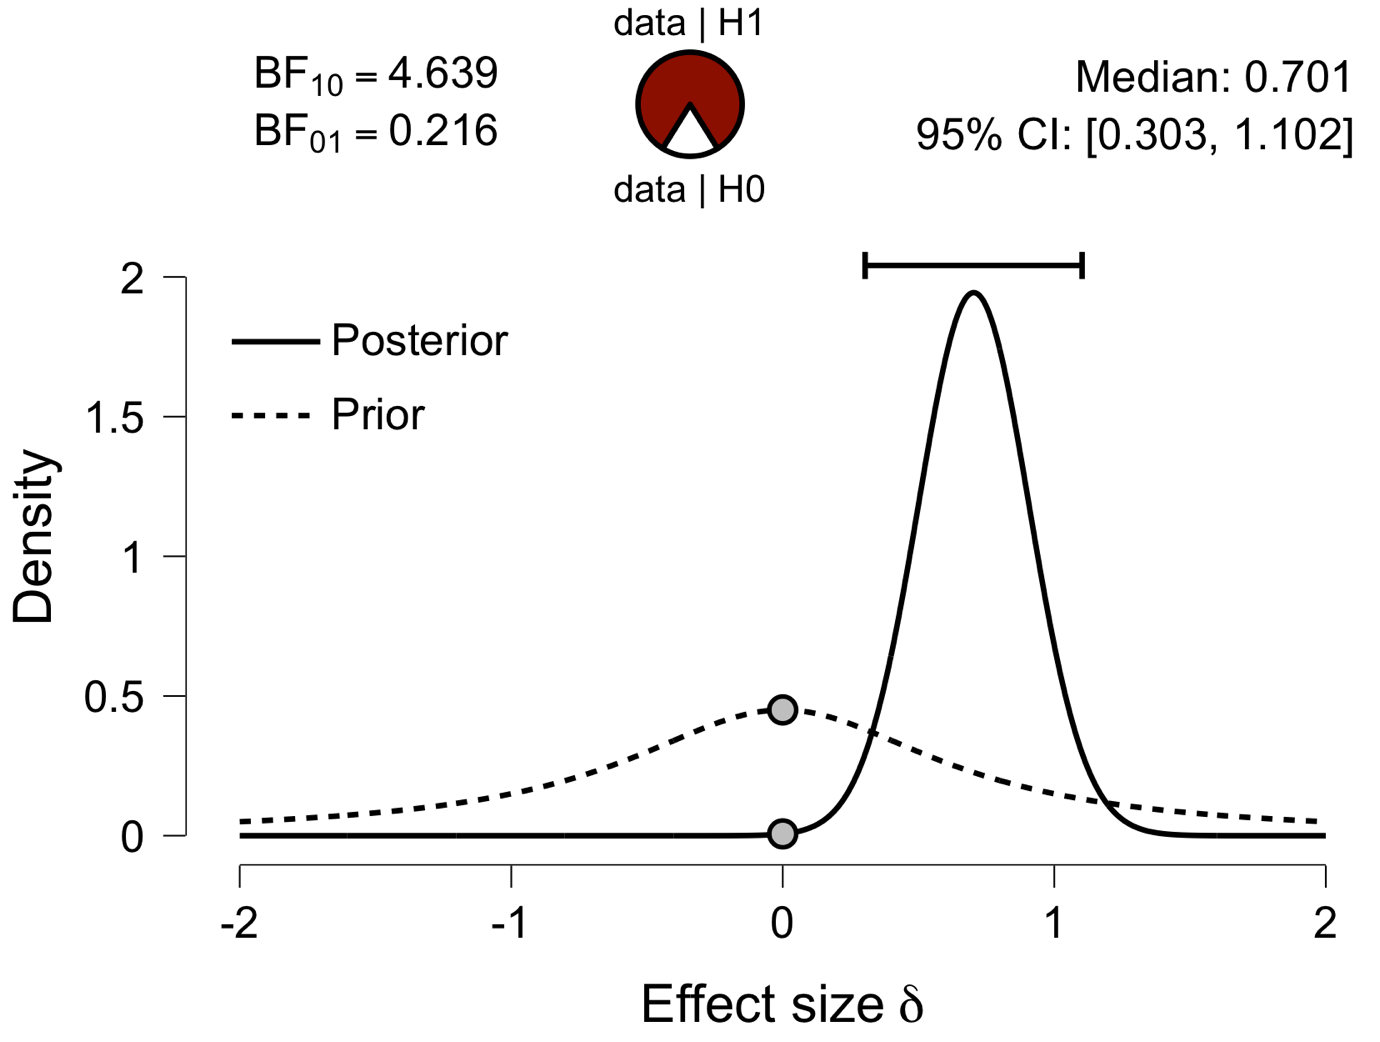 data | H1
BF10 = 4.639
BF01 = 0.216
Median: 0.701
95% CI: [0.303, 1.102]
data | H0
Posterior
Prior
Density
2
1.5
1
0.5
0
-2
-1
0
1
2
Effect size δ